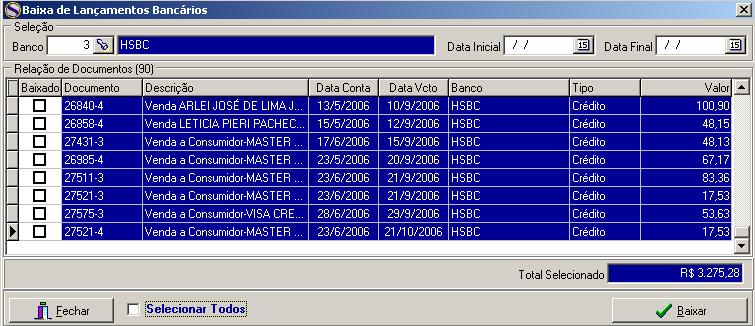 Baixa de Lançamentos Bancários
Seleção
Banco 3 HSBC Data Inicial / / 15 Data Final / / 15
Relação de Documentos (90)
Baixado Documento Descrição Data Conta Data Vcto Banco Tipo Valor
26840-4 Venda ARLEI JOSÉ DE LIMA J... 13/5/2006 10/9/2006 HSBC Crédito 100,90
26858-4 Venda LETICIA PIERI PACHEC... 15/5/2006 12/9/2006 HSBC Crédito 48,15
27431-3 Venda a Consumidor-MASTER ... 17/6/2006 15/9/2006 HSBC Crédito 48,13
26985-4 Venda a Consumidor-MASTER ... 23/5/2006 20/9/2006 HSBC Crédito 67,17
27511-3 Venda a Consumidor-MASTER ... 23/6/2006 21/9/2006 HSBC Crédito 83,36
27521-3 Venda a Consumidor-MASTER ... 23/6/2006 21/9/2006 HSBC Crédito 17,53
27575-3 Venda a Consumidor-VISA CRE... 28/6/2006 29/9/2006 HSBC Crédito 53,63
27521-4 Venda a Consumidor-MASTER ... 23/6/2006 21/10/2006 HSBC Crédito 17,53
Total Selecionado R$ 3.275,28
Fechar Selecionar Todos Baixar